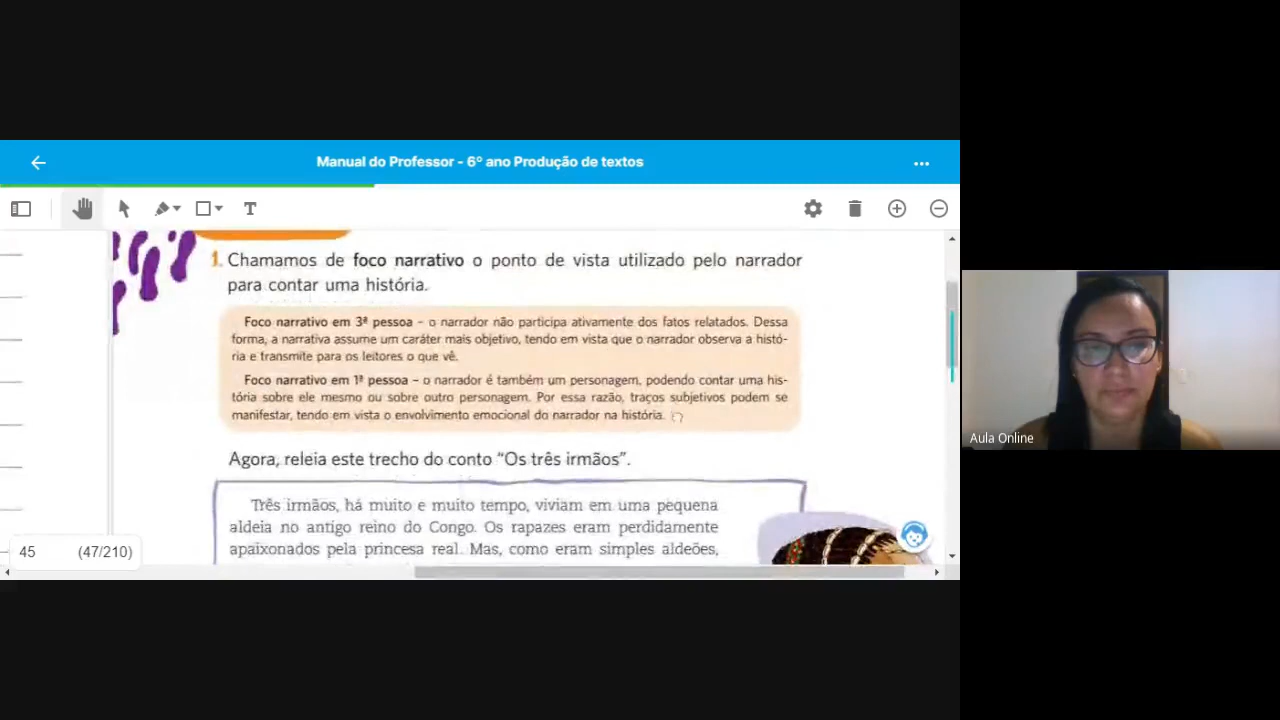 Manual do Professor - 6º ano Produção de textos
T
1. Chamamos de foco narrativo o ponto de vista utilizado pelo narrador
para contar uma história.
Foco narrativo em 3ª pessoa – o narrador não participa ativamente dos fatos relatados. Dessa
forma, a narrativa assume um caráter mais objetivo, tendo em vista que o narrador observa a histó-
ria e transmite para os leitores o que vê.
Foco narrativo em 1ª pessoa – o narrador é também um personagem, podendo contar uma his-
tória sobre ele mesmo ou sobre outro personagem. Por essa razão, traços subjetivos podem se
manifestar, tendo em vista o envolvimento emocional do narrador na história.
Agora, releia este trecho do conto “Os três irmãos”.
Três irmãos, há muito e muito tempo, viviam em uma pequena
aldeia no antigo reino do Congo. Os rapazes eram perdidamente
apaixonados pela princesa real. Mas, como eram simples aldeões,
45 (47/210)
Aula Online